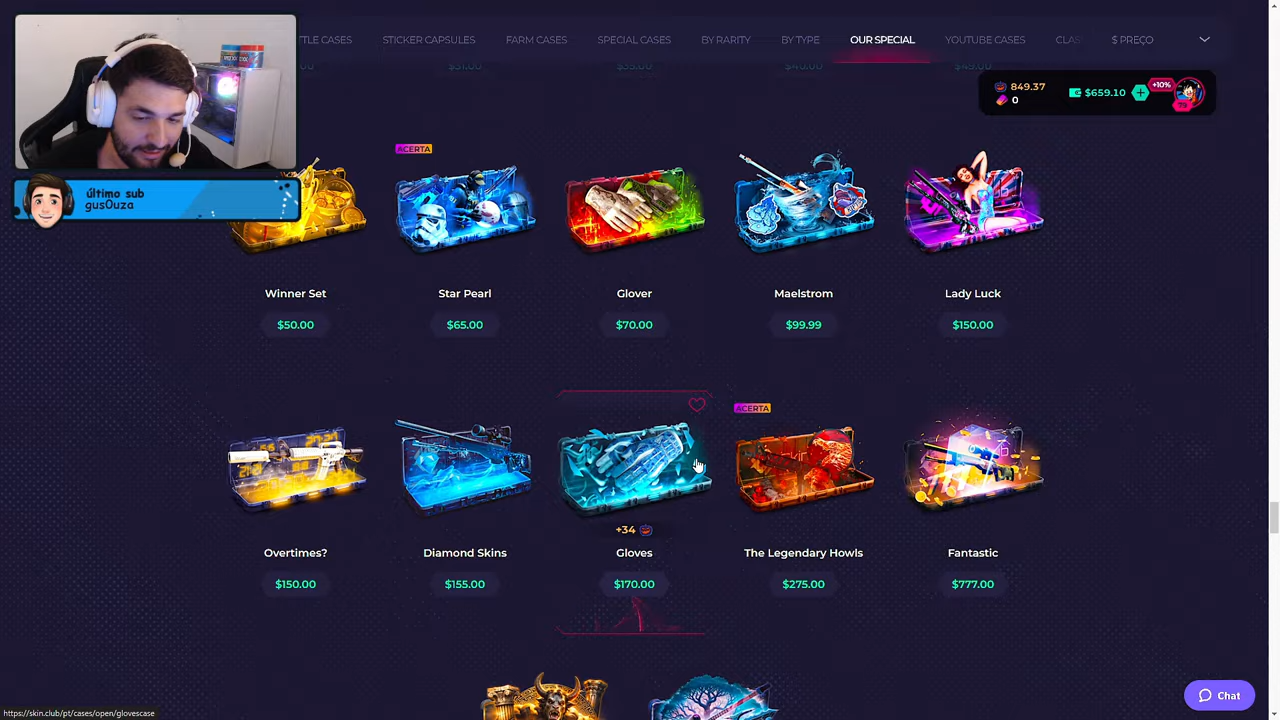 TLE CASES
STICKER CAPSULES
FARM CASES
SPECIAL CASES
BY RARITY
BY TYPE
OUR SPECIAL
YOUTUBE CASES
CLAS
$ PREÇO
849.37
0
$659.10
+10%
79
último sub
gus0uza
ACERTA
Winner Set
Star Pearl
Glover
Maelstrom
Lady Luck
$50.00
$65.00
$70.00
$99.99
$150.00
ACERTA
+34
Overtimes?
Diamond Skins
Gloves
The Legendary Howls
Fantastic
$150.00
$155.00
$170.00
$275.00
$777.00
Chat
https://skin.club/pt/cases/open/glovescase